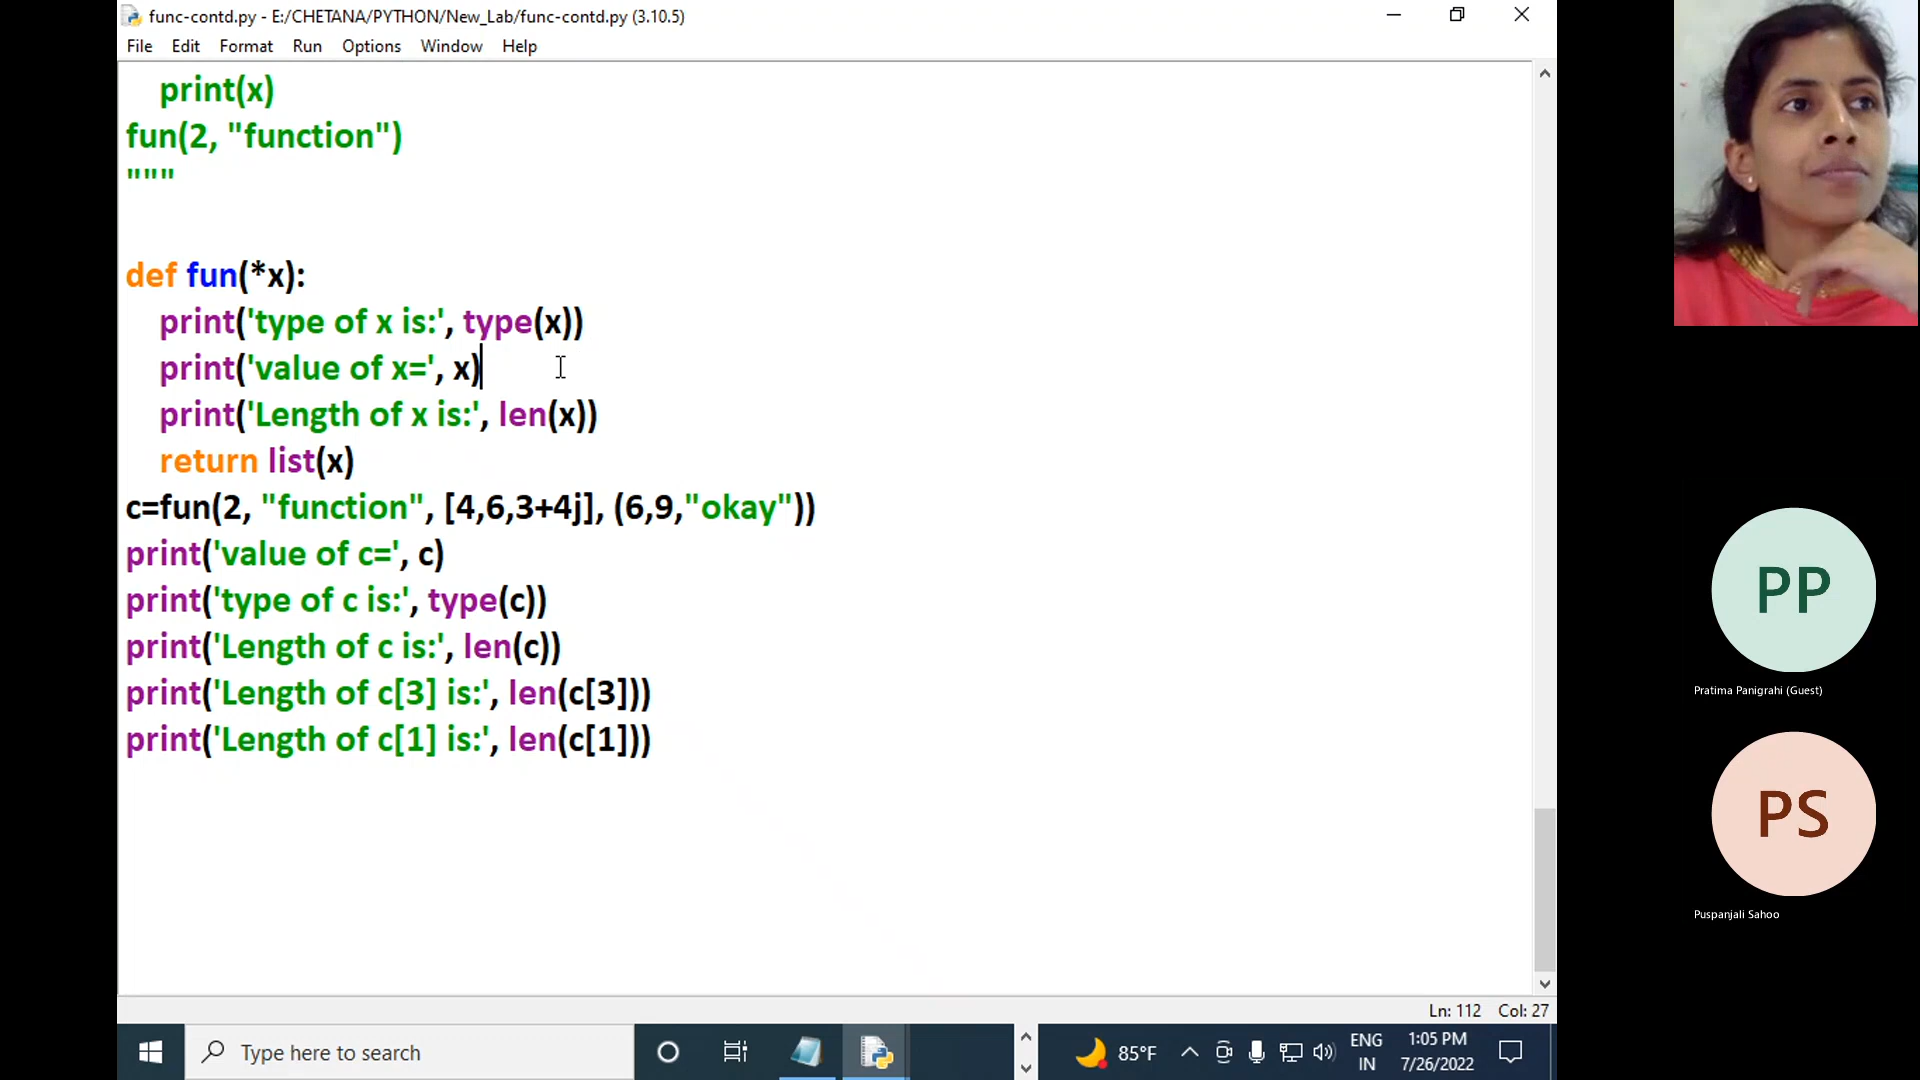 func-contd.py - E:/CHETANA/PYTHON/New_Lab/func-contd.py (3.10.5)
File Edit Format Run Options Window Help
print(x)
fun(2, "function")
"""
def fun(*x):
print('type of x is:', type(x))
print('value of x=', x)
print('Length of x is:', len(x))
return list(x)
c=fun(2, "function", [4,6,3+4j], (6,9,"okay"))
print('value of c=', c)
print('type of c is:', type(c))
print('Length of c is:', len(c))
print('Length of c[3] is:', len(c[3]))
print('Length of c[1] is:', len(c[1]))
Ln: 112 Col: 27
Type here to search
85°F
ENG
IN
1:05 PM
7/26/2022
PP
Pratima Panigrahi (Guest)
PS
Puspanjali Sahoo